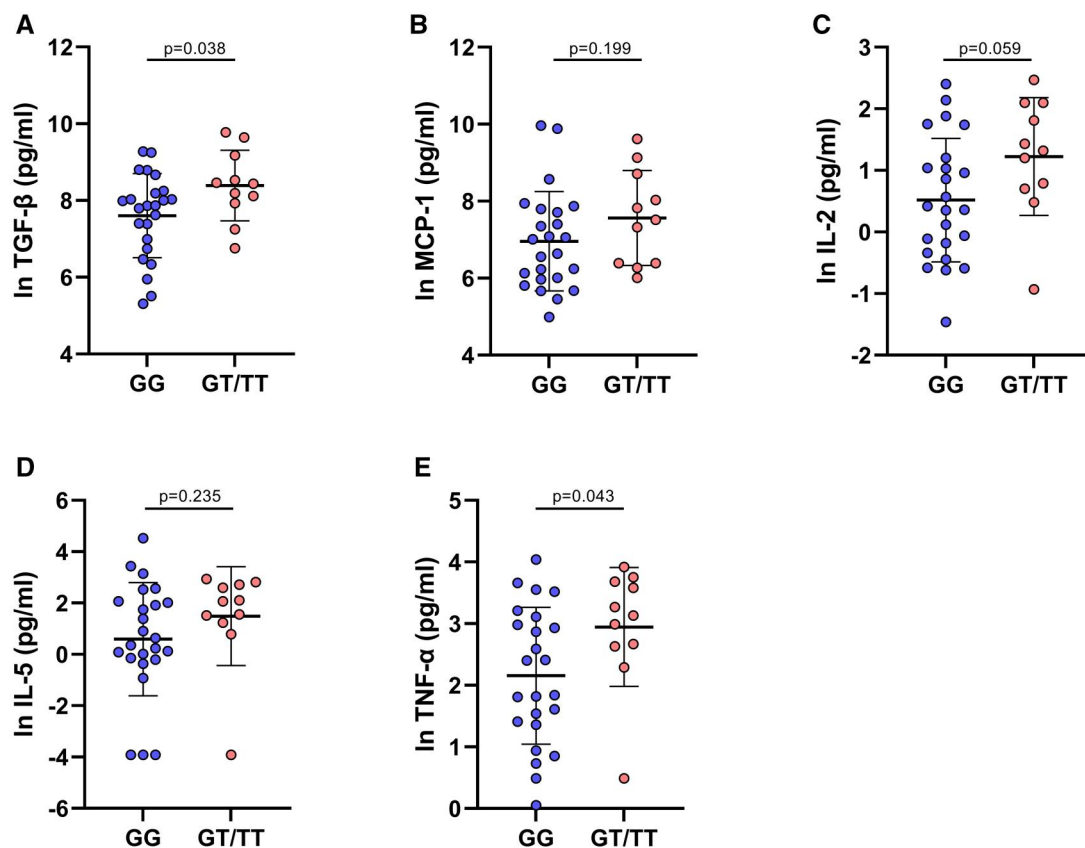 A
p=0.038
ln TGF-β (pg/ml)
12
10
8
6
4
GG GT/TT
B
p=0.199
ln MCP-1 (pg/ml)
12
10
8
6
4
GG GT/TT
C
p=0.059
ln IL-2 (pg/ml)
3
2
1
0
-1
-2
GG GT/TT
D
p=0.235
ln IL-5 (pg/ml)
6
4
2
0
-2
-4
-6
GG GT/TT
E
p=0.043
ln TNF-α (pg/ml)
5
4
3
2
1
0
GG GT/TT